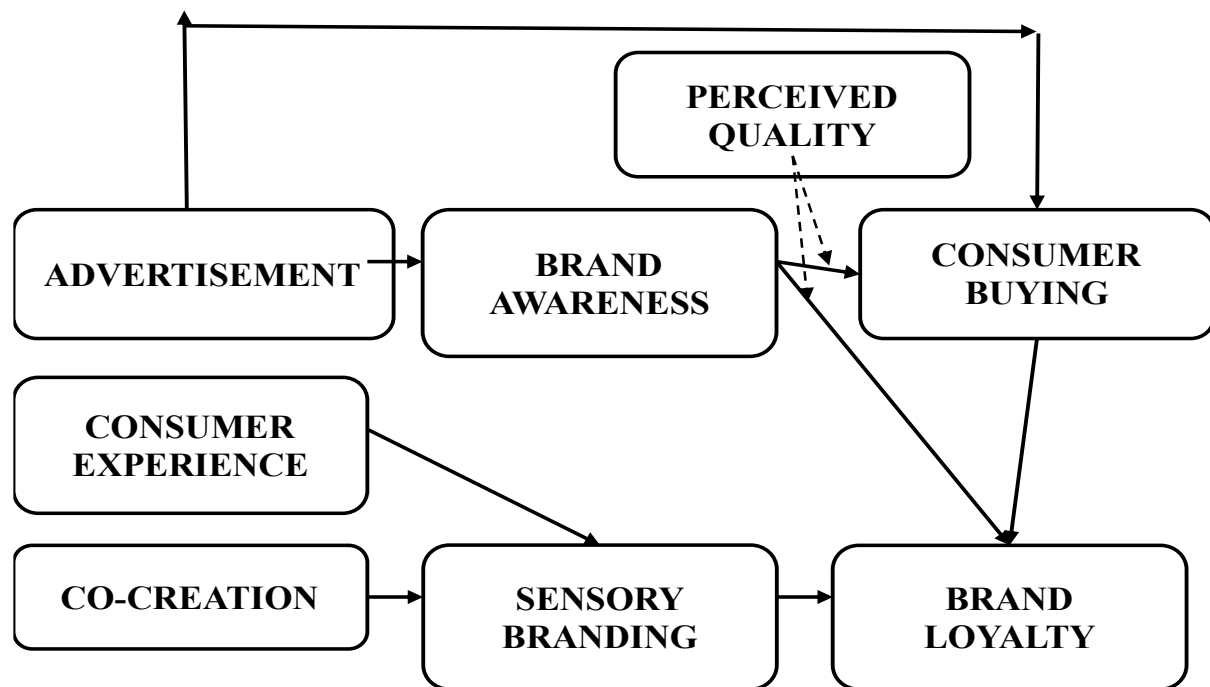 PERCEIVED
QUALITY
ADVERTISEMENT
BRAND
AWARENESS
CONSUMER
BUYING
CONSUMER
EXPERIENCE
CO-CREATION
SENSORY
BRANDING
BRAND
LOYALTY